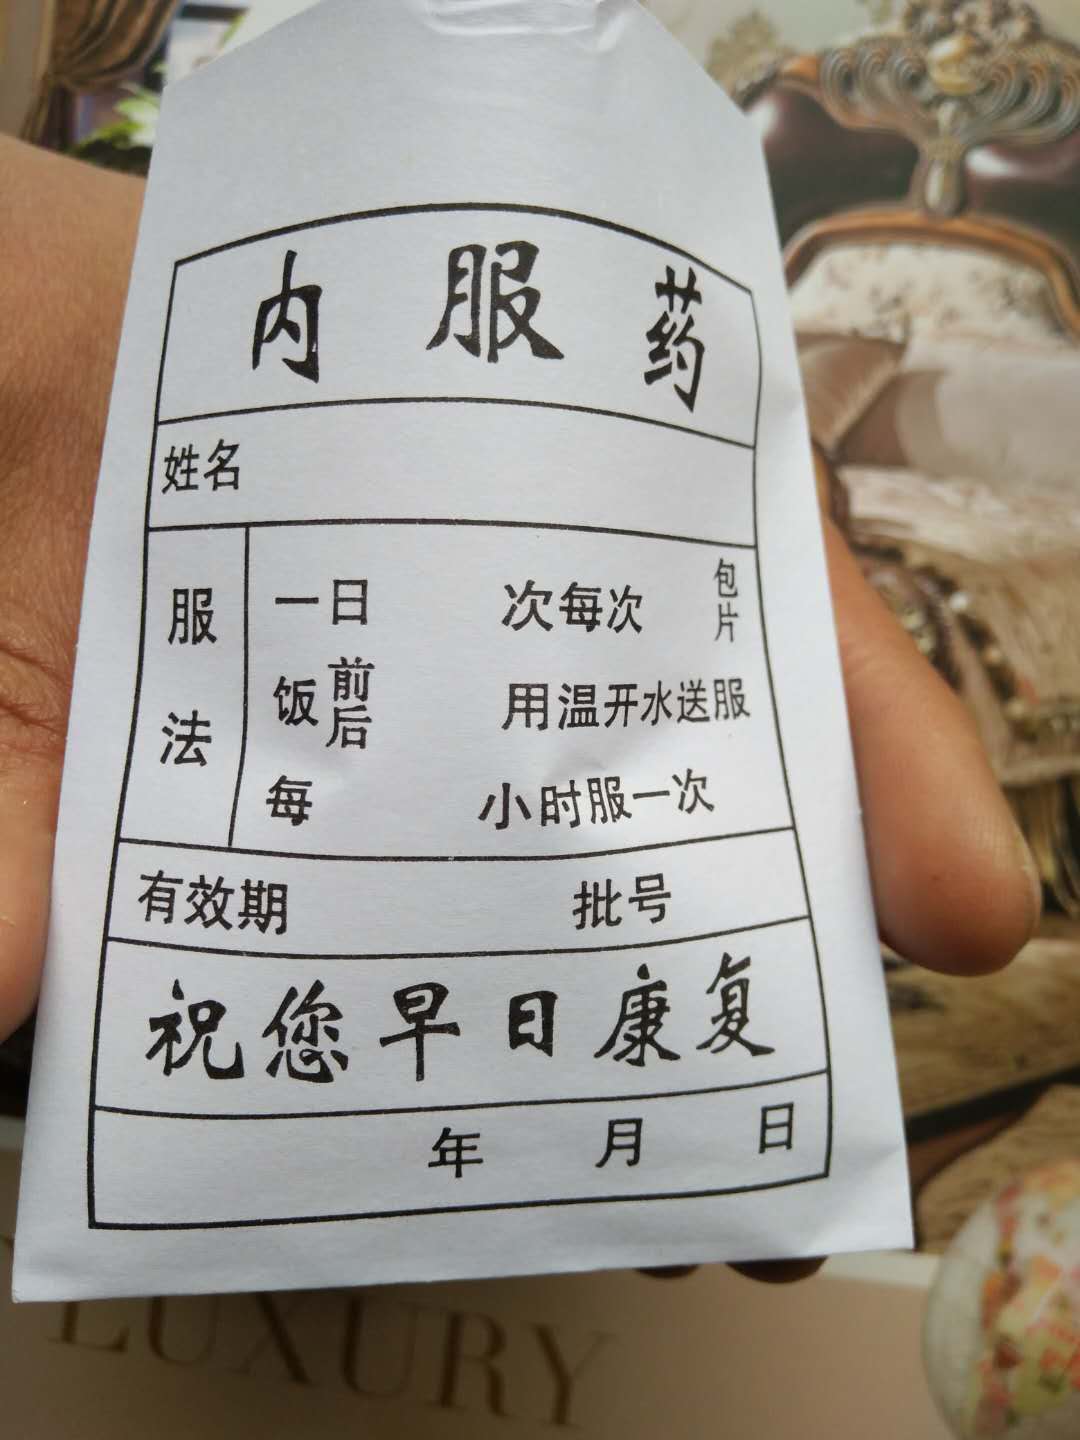 内服药
姓名
服法
一日 次每次 包片
饭前后 用温开水送服
每 小时服一次
有效期 批号
祝您早日康复
年 月 日
LUXURY